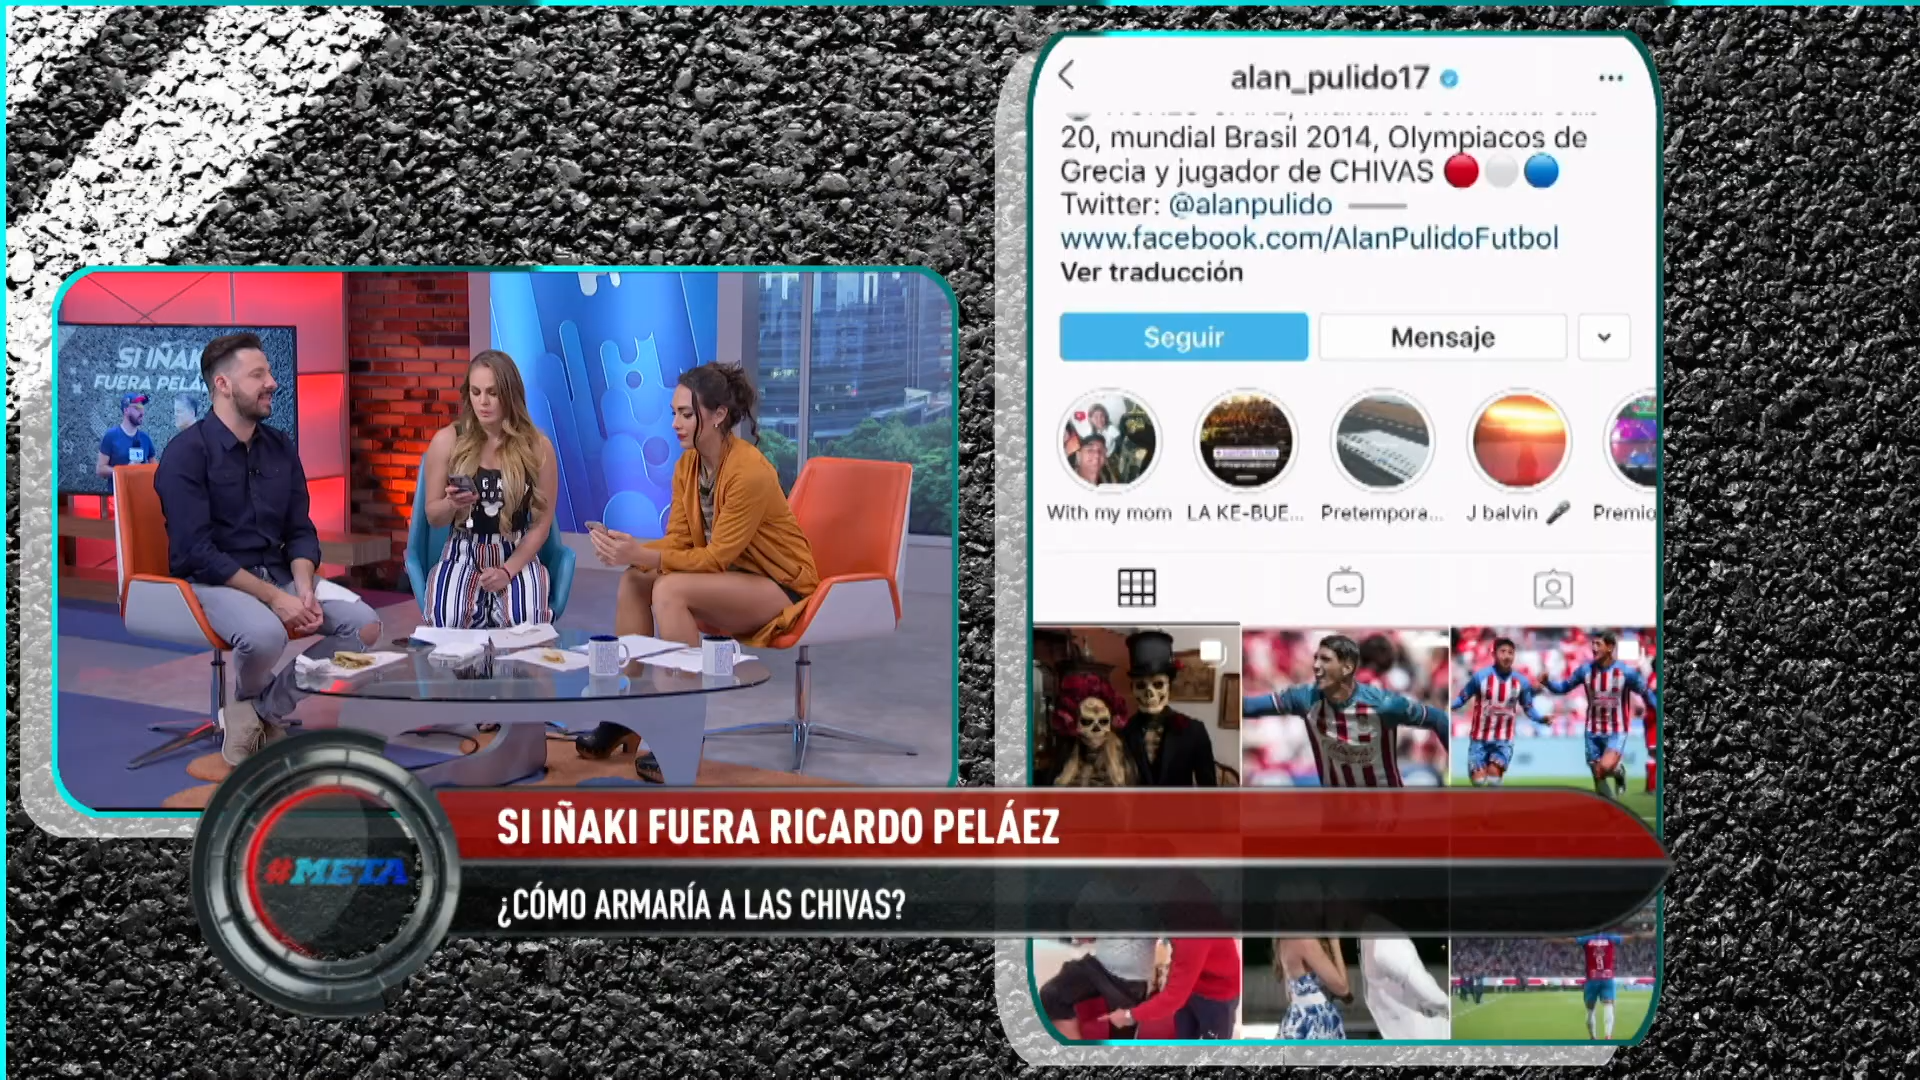 alan_pulido17
20, mundial Brasil 2014, Olympiacos de
Grecia y jugador de CHIVAS 🔴⚪🔵
Twitter: @alanpulido
www.facebook.com/AlanPulidoFutbol
Ver traducción
Seguir
Mensaje
With my mom
LA KE-BUE...
Pretempora...
J balvin 🎤
Premio
SI IÑAK
FUERA PELÁ
#META
SI IÑAKI FUERA RICARDO PELÁEZ
¿CÓMO ARMARÍA A LAS CHIVAS?